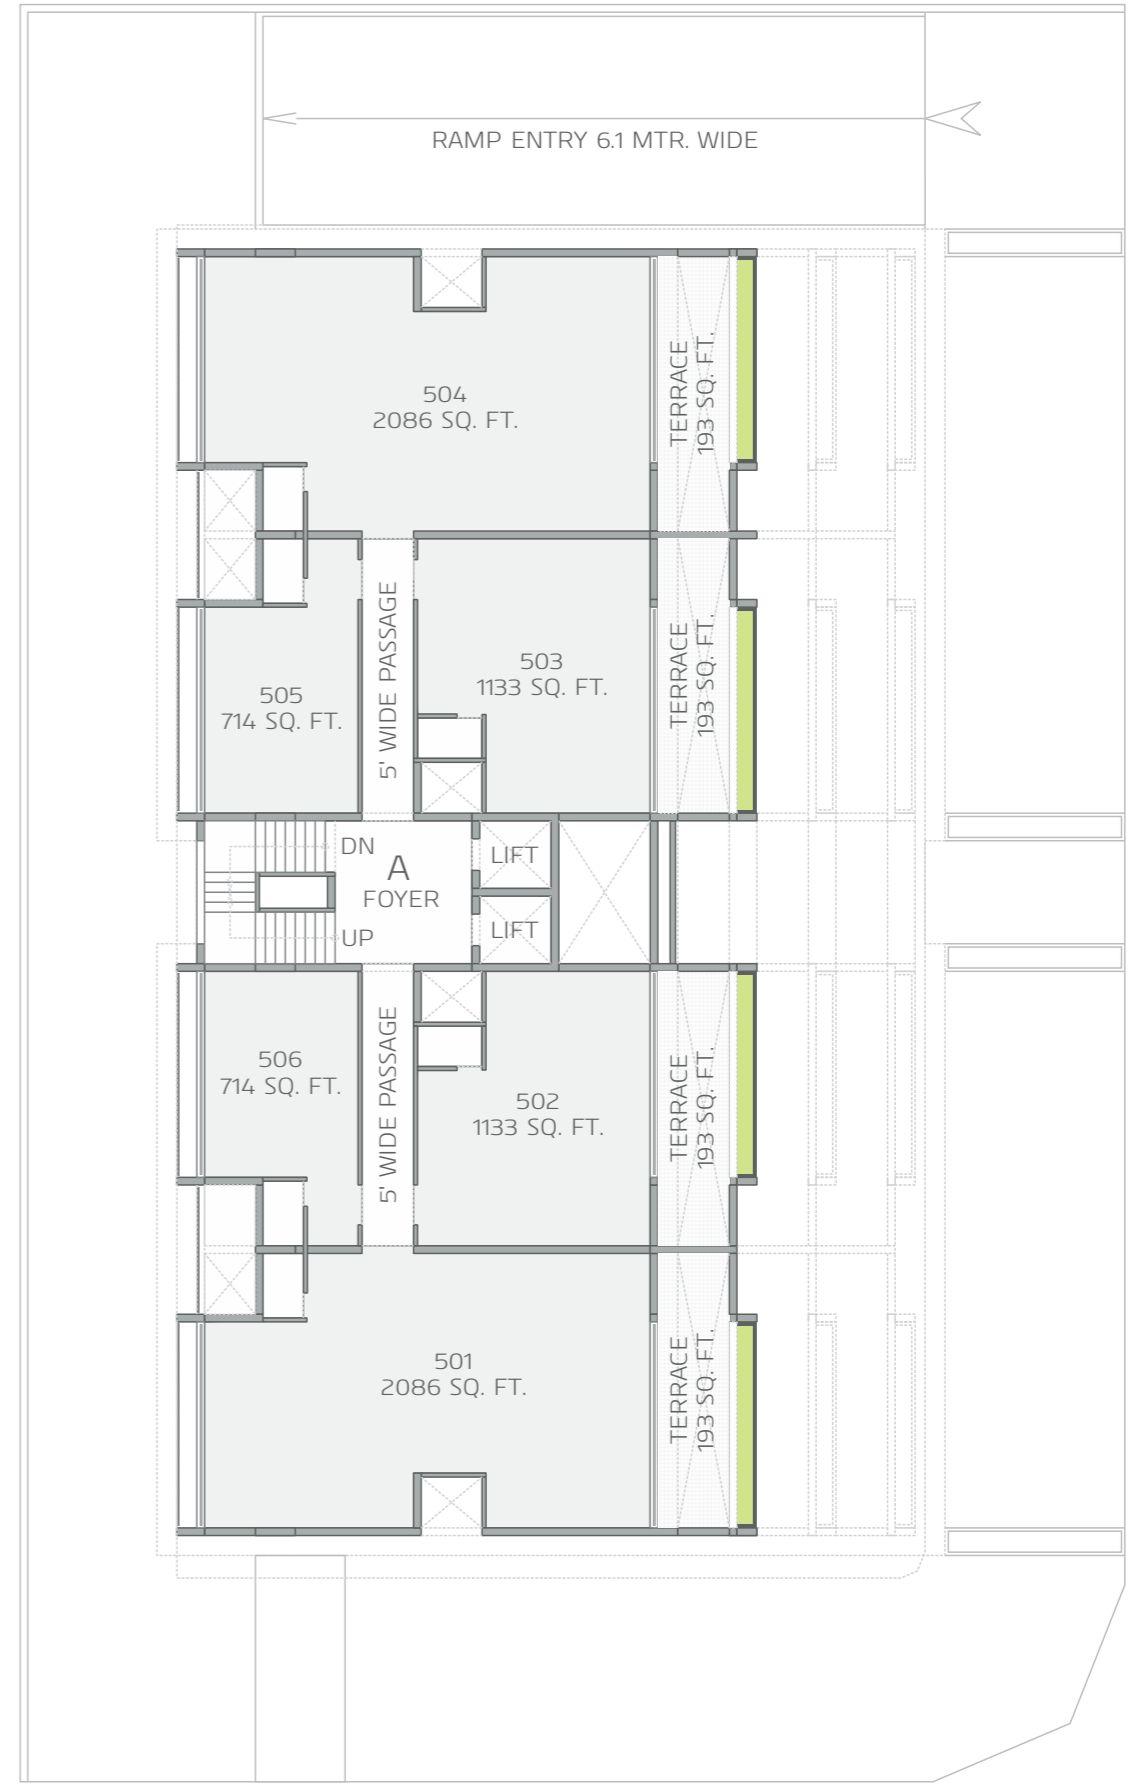 RAMP ENTRY 6.1 MTR. WIDE
504
2086 SQ. FT.
TERRACE
193 SQ. FT.
5' WIDE PASSAGE
503
1133 SQ. FT.
TERRACE
193 SQ. FT.
505
714 SQ. FT.
DN
A
FOYER
UP
LIFT
LIFT
506
714 SQ. FT.
5' WIDE PASSAGE
502
1133 SQ. FT.
TERRACE
193 SQ. FT.
501
2086 SQ. FT.
TERRACE
193 SQ. FT.